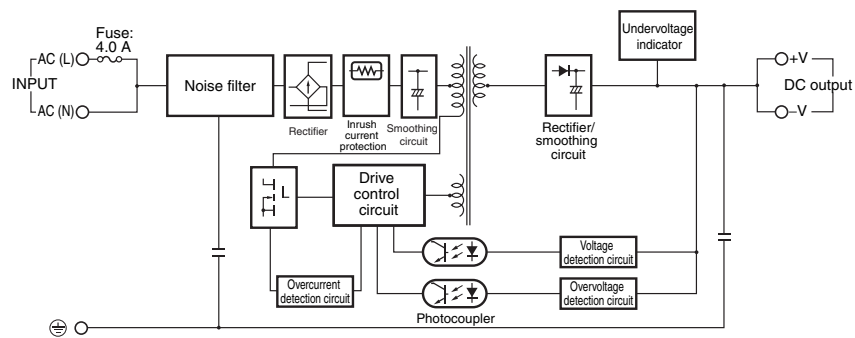 Fuse:
4.0 A
AC (L)
INPUT
AC (N)
Noise filter
Rectifier
Inrush
current
protection
Smoothing
circuit
Rectifier/
smoothing
circuit
Undervoltage
indicator
+V
DC output
–V
Drive
control
circuit
Overcurrent
detection circuit
Voltage
detection circuit
Overvoltage
detection circuit
Photocoupler